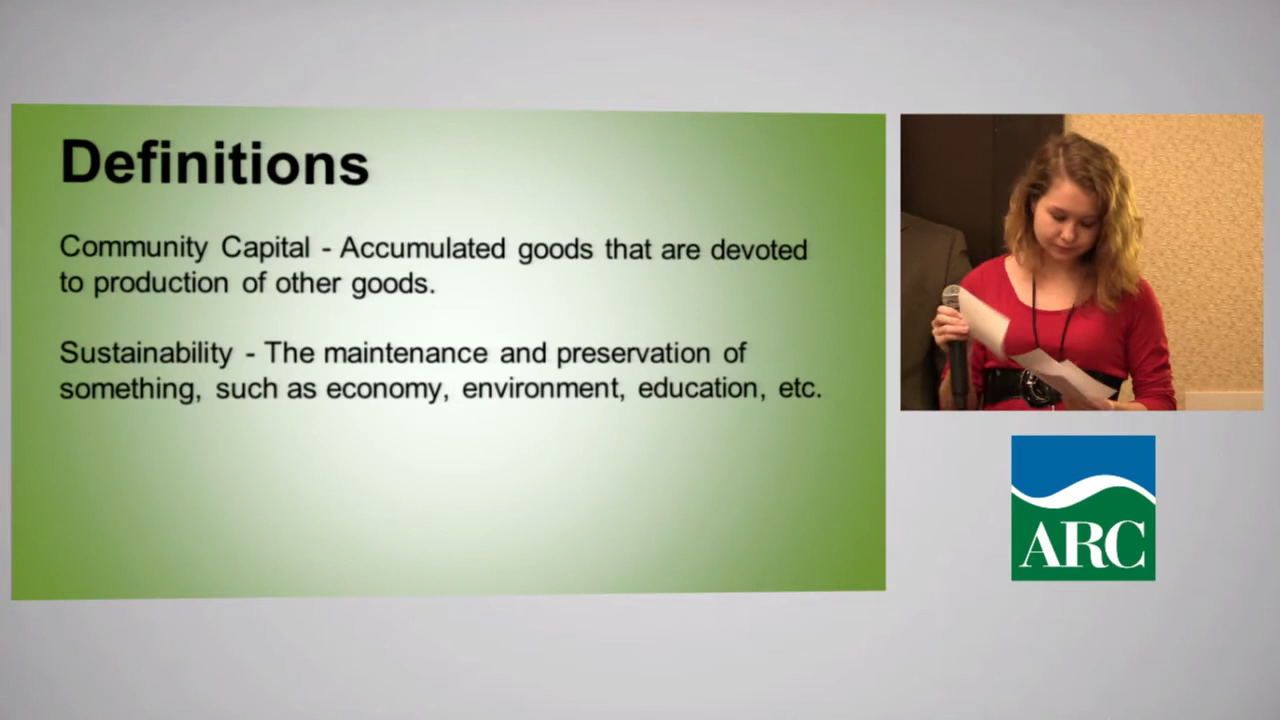 Definitions
Community Capital - Accumulated goods that are devoted
to production of other goods.
Sustainability - The maintenance and preservation of
something, such as economy, environment, education, etc.
ARC